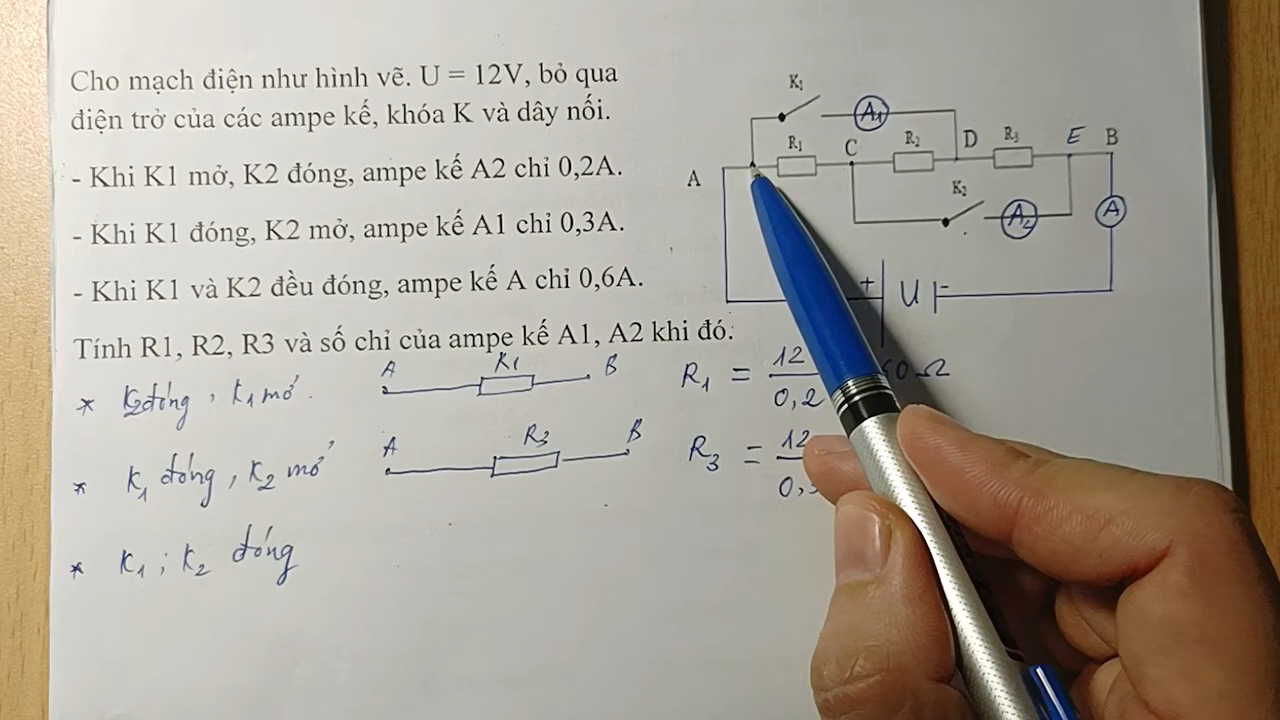 Cho mạch điện như hình vẽ. U = 12V, bỏ qua
điện trở của các ampe kế, khóa K và dây nối.
- Khi K1 mở, K2 đóng, ampe kế A2 chỉ 0,2A.
- Khi K1 đóng, K2 mở, ampe kế A1 chỉ 0,3A.
- Khi K1 và K2 đều đóng, ampe kế A chỉ 0,6A.
Tính R1, R2, R3 và số chỉ của ampe kế A1, A2 khi đó.
K₁
A₁
R₁
C
R₂
D
R₃
E
B
A
K₂
A₂
A
+
U
-
* K₂ đóng, K₁ mở.
A R₁ B
R₁ = 12 / 0,2
* K₁ đóng, K₂ mở
A R₃ B
R₃ = 12
* K₁; K₂ đóng